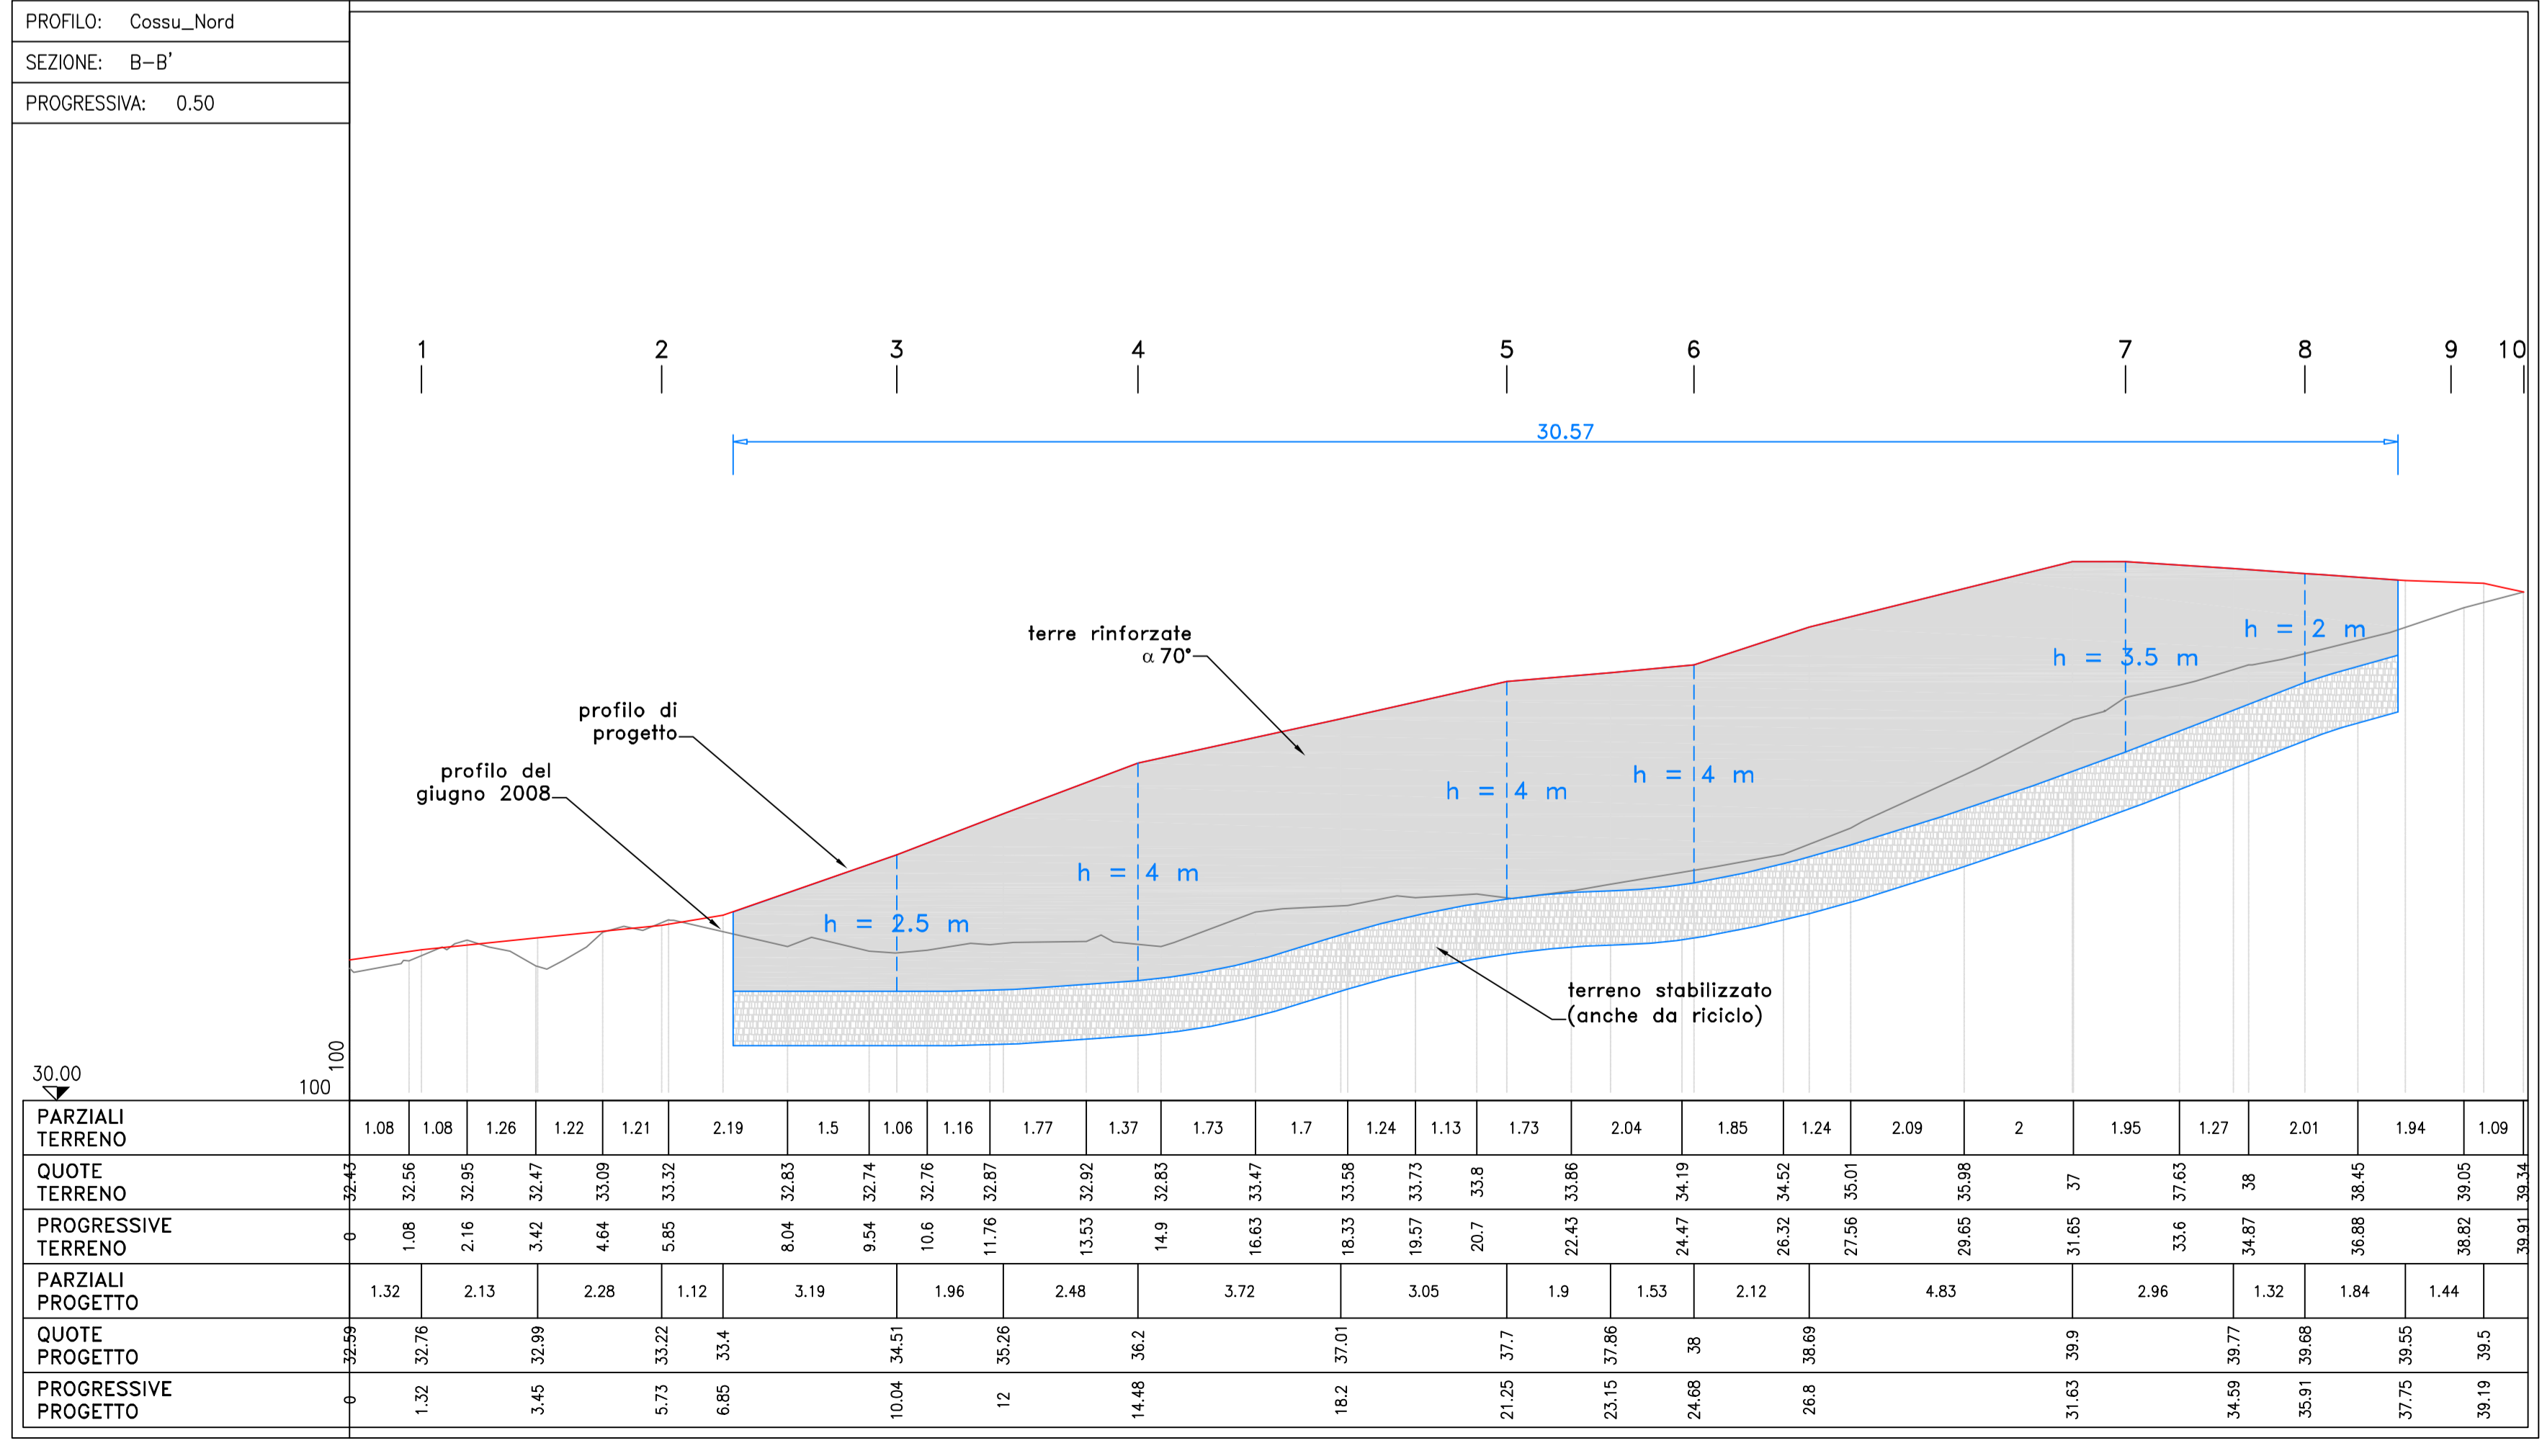 PROFILO: Cossu_Nord
SEZIONE: B-B'
PROGRESSIVA: 0.50
1 2 3 4 5 6 7 8 9 10
30.57
terre rinforzate
α 70°
h = 2 m
h = 3.5 m
profilo di
progetto
profilo del
giugno 2008
h = 4 m
h = 4 m
h = 4 m
h = 2.5 m
terreno stabilizzato
(anche da riciclo)
100
30.00
100
PARZIALI
TERRENO
1.08 1.08 1.26 1.22 1.21 2.19 1.5 1.06 1.16 1.77 1.37 1.73 1.7 1.24 1.13 1.73 2.04 1.85 1.24 2.09 2 1.95 1.27 2.01 1.94 1.09
QUOTE
TERRENO
32.43 32.56 32.95 32.47 33.09 33.32 32.83 32.74 32.76 32.87 32.92 32.83 33.47 33.58 33.73 33.8 33.86 34.19 34.52 35.01 35.98 37 37.63 38 38.45 39.05 39.34
PROGRESSIVE
TERRENO
0 1.08 2.16 3.42 4.64 5.85 8.04 9.54 10.6 11.76 13.53 14.9 16.63 18.33 19.57 20.7 22.43 24.47 26.32 27.56 29.65 31.65 33.6 34.87 36.88 38.82 39.91
PARZIALI
PROGETTO
1.32 2.13 2.28 1.12 3.19 1.96 2.48 3.72 3.05 1.9 1.53 2.12 4.83 2.96 1.32 1.84 1.44
QUOTE
PROGETTO
32.59 32.76 32.99 33.22 33.4 34.51 35.26 36.2 37.01 37.7 37.86 38 38.69 39.9 39.77 39.68 39.55 39.5
PROGRESSIVE
PROGETTO
0 1.32 3.45 5.73 6.85 10.04 12 14.48 18.2 21.25 23.15 24.68 26.8 31.63 34.59 35.91 37.75 39.19